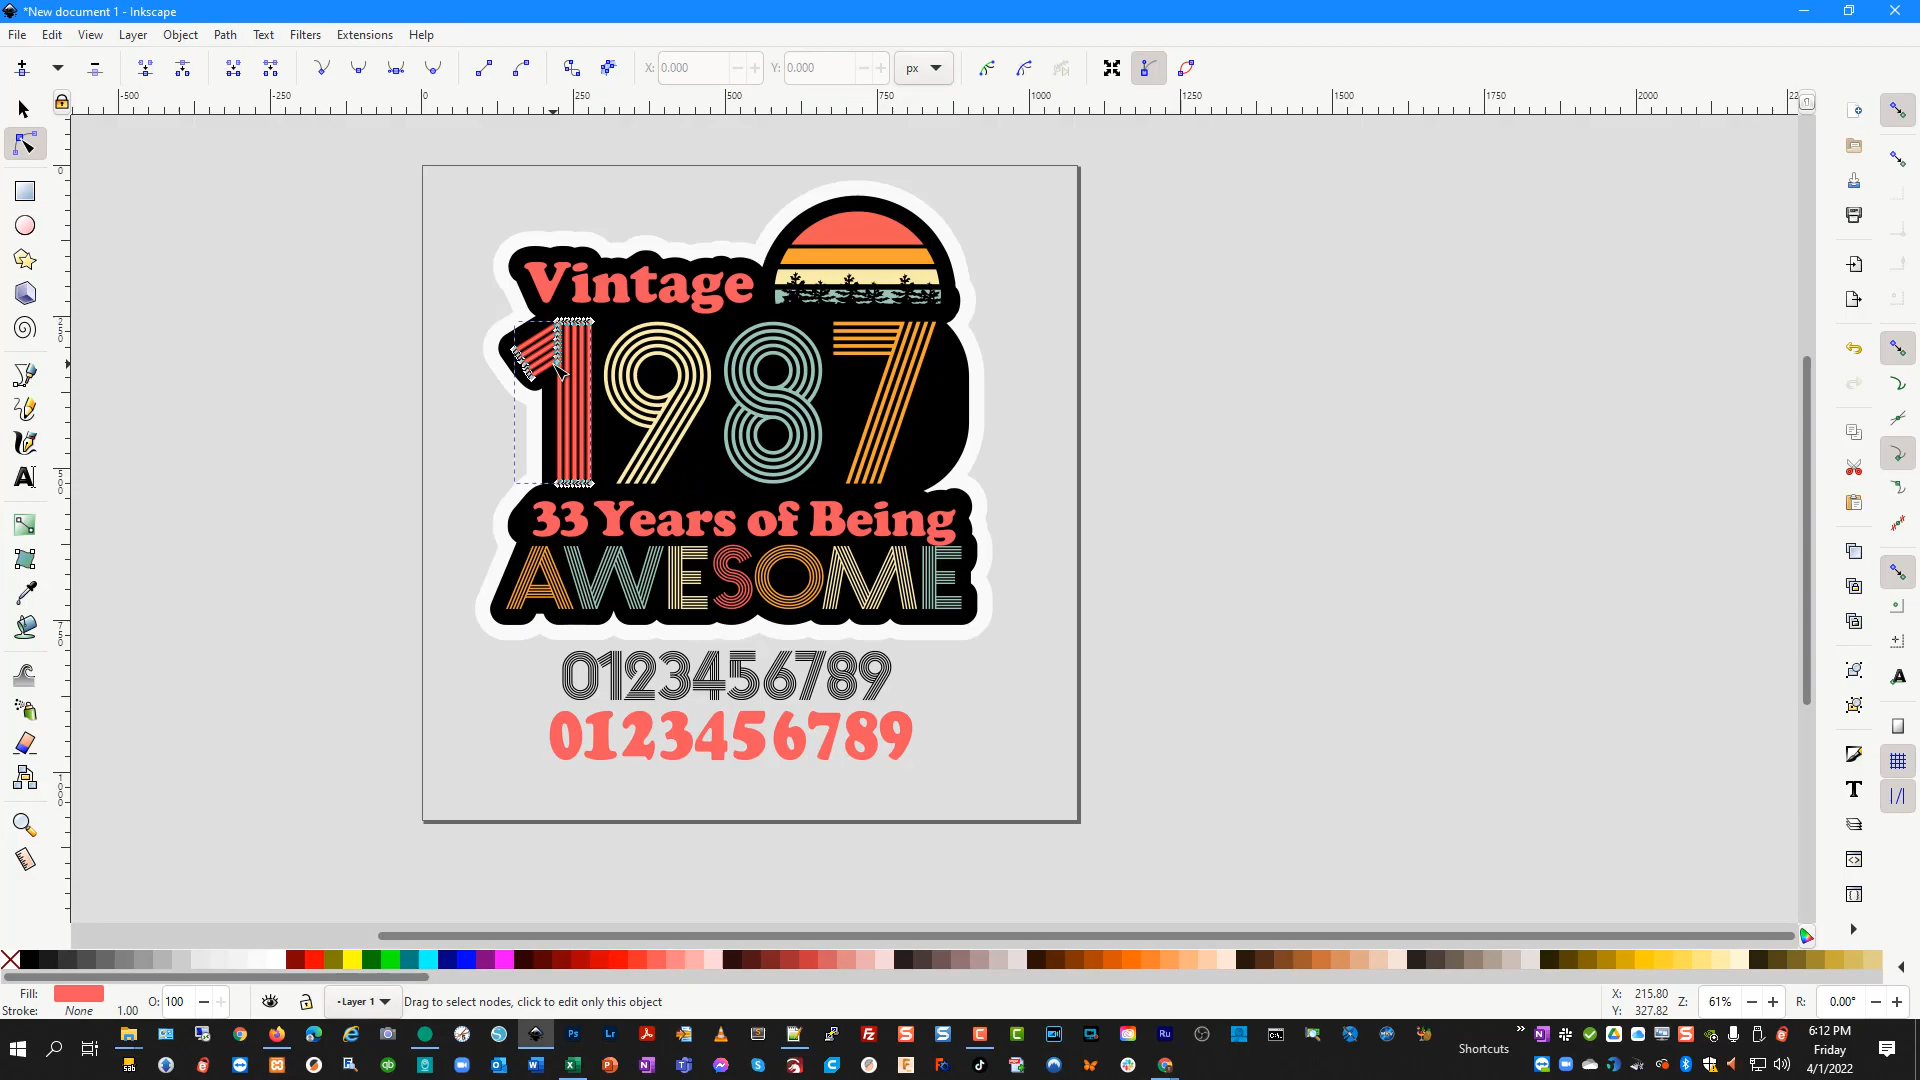 *New document 1 - Inkscape
File Edit View Layer Object Path Text Filters Extensions Help
X: 0.000 Y: 0.000 px
-500 -250 0 250 500 750 1000 1250 1500 1750 2000
Vintage
1987
33 Years of Being
AWESOME
0123456789
0123456789
Fill:
Stroke: None 1.00
O: 100
Layer 1
Drag to select nodes, click to edit only this object
X: 215.80
Y: 327.82
Z: 61%
R: 0.00°
Shortcuts
6:12 PM
Friday
4/1/2022